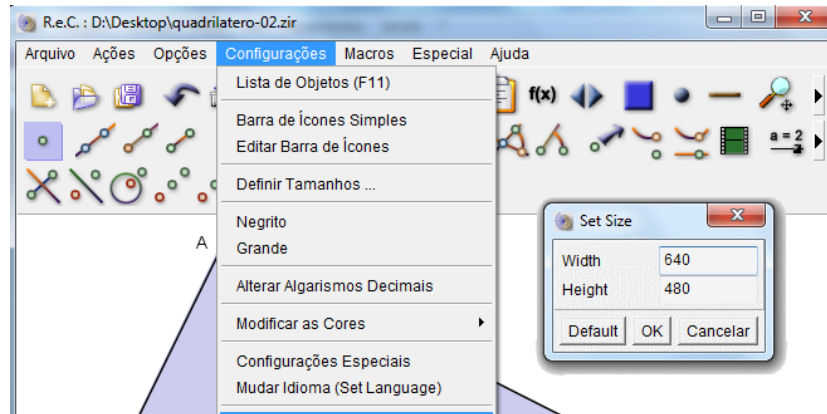 R.e.C. : D:\Desktop\quadrilatero-02.zir
Arquivo Ações Opções Configurações Macros Especial Ajuda
Lista de Objetos (F11)
Barra de Ícones Simples
Editar Barra de Ícones
Definir Tamanhos ...
Negrito
Grande
Alterar Algarismos Decimais
Modificar as Cores
Configurações Especiais
Mudar Idioma (Set Language)
f(x)
a = 2
A
Set Size
Width 640
Height 480
Default OK Cancelar